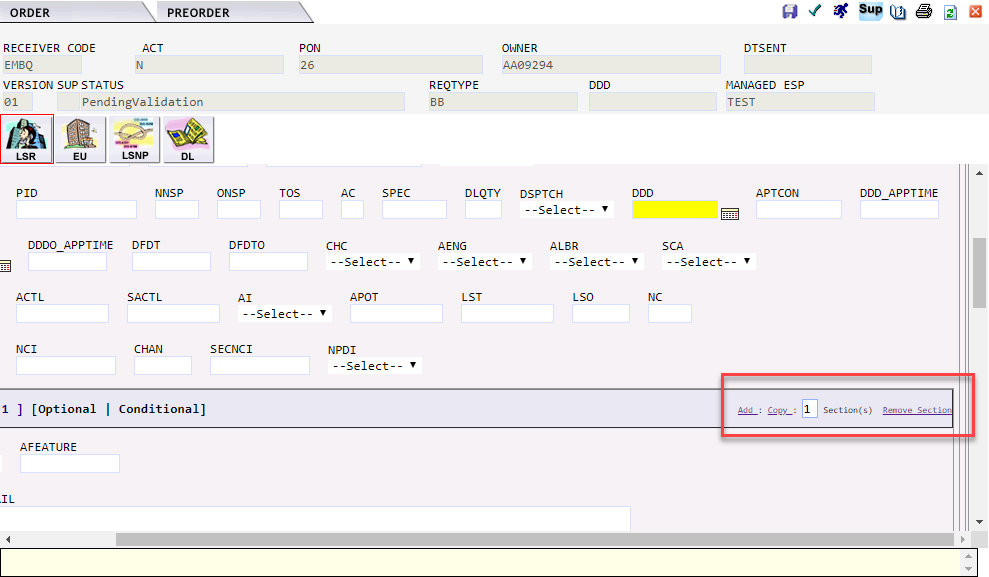 ORDER PREORDER Sup
RECEIVER CODE ACT PON OWNER DTSENT
EMBQ N 26 AA09294
VERSION SUP STATUS REQTYPE DDD MANAGED ESP
01 PendingValidation BB TEST
LSR EU LSNP DL
PID NNSP ONSP TOS AC SPEC DLQTY DSPTCH DDD APTCON DDD_APPTIME
--Select--
DDDO_APPTIME DFDT DFDTO CHC AENG ALBR SCA
--Select-- --Select-- --Select-- --Select--
ACTL SACTL AI APOT LST LSO NC
--Select--
NCI CHAN SECNCI NPDI
--Select--
1 ] [Optional | Conditional] Add : Copy : 1 Section(s) Remove Section
AFEATURE
AIL